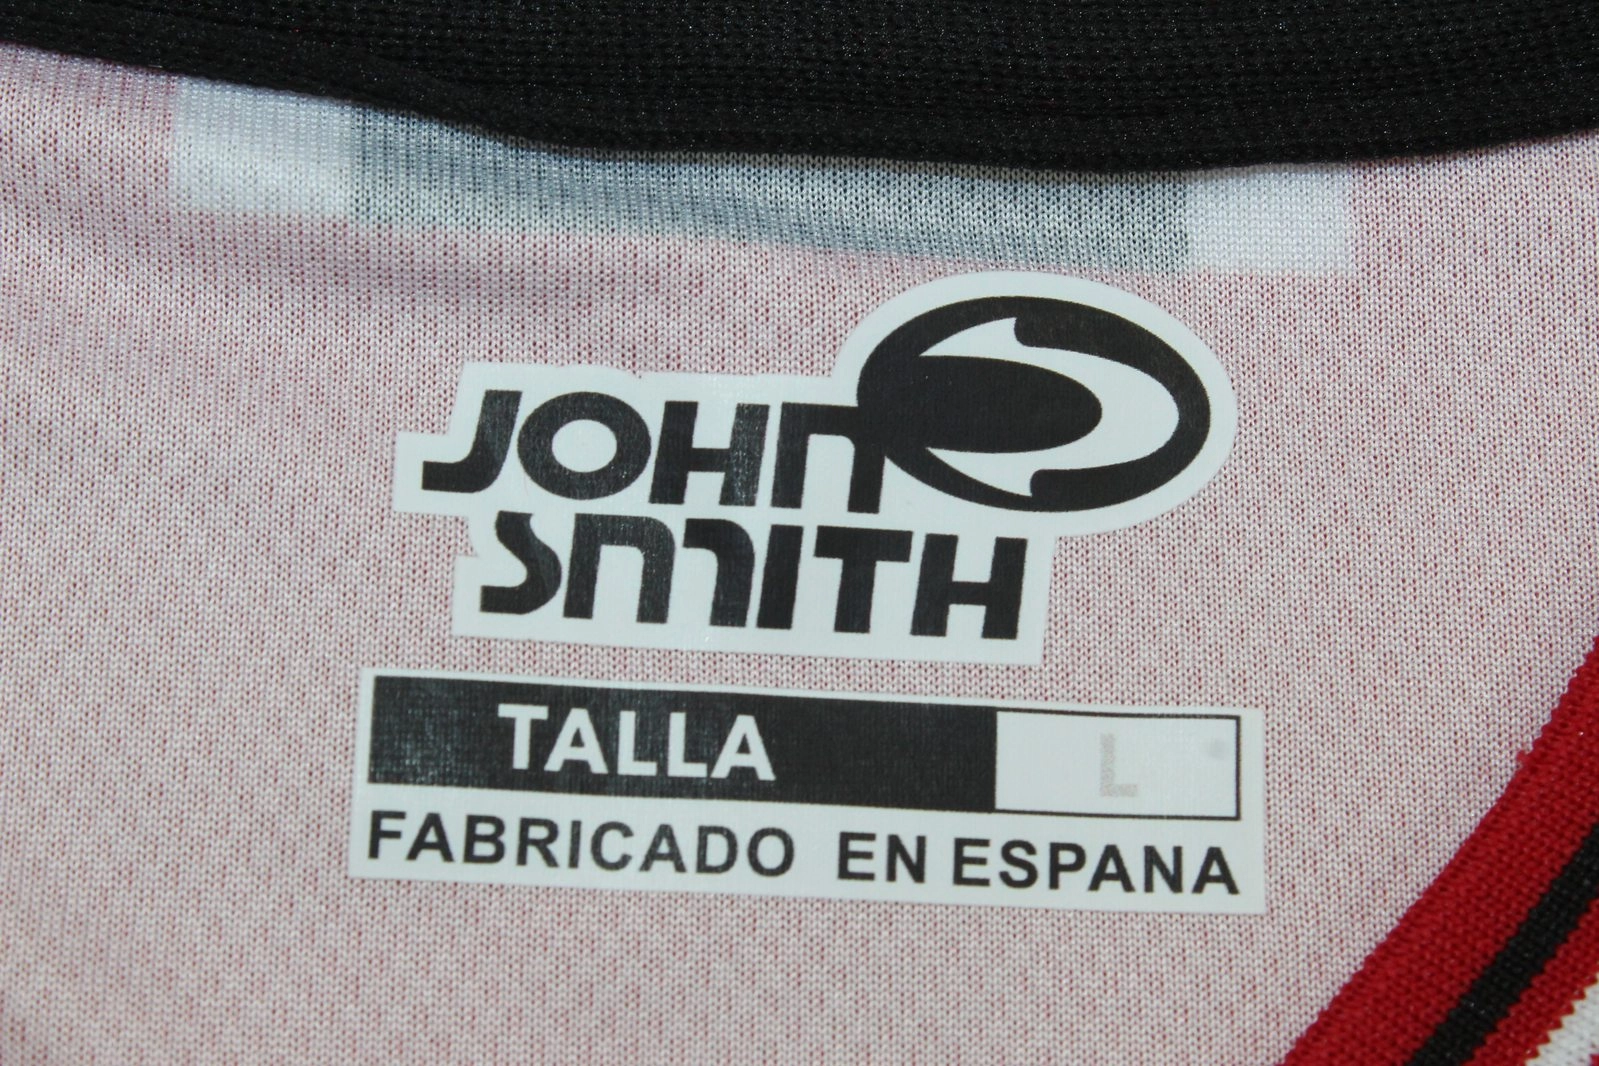 JOHN
SMITH
TALLA L
FABRICADO EN ESPANA